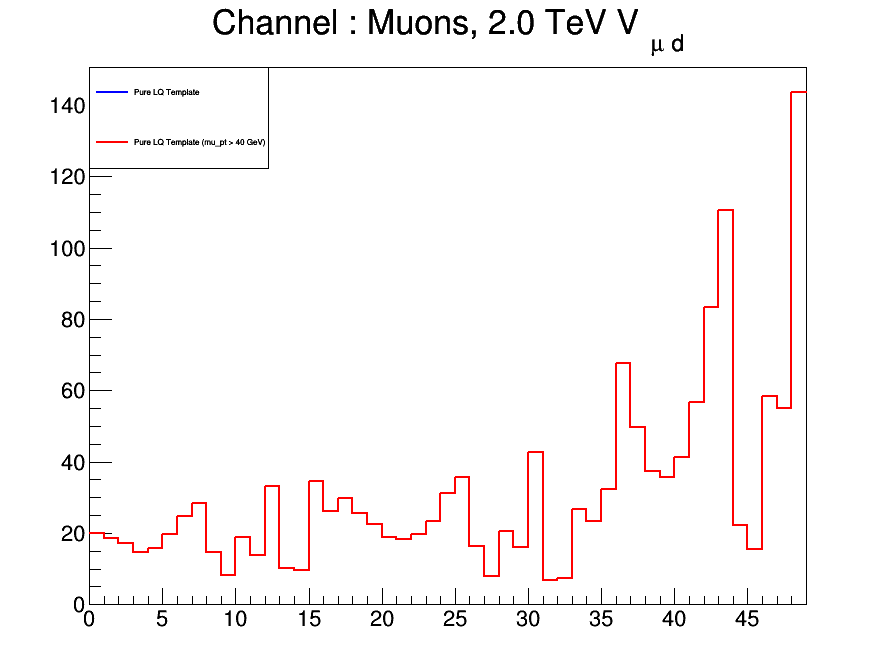 Channel : Muons, 2.0 TeV V μ d
Pure LQ Template
Pure LQ Template (mu_pt > 40 GeV)
140
120
100
80
60
40
20
0
0 5 10 15 20 25 30 35 40 45